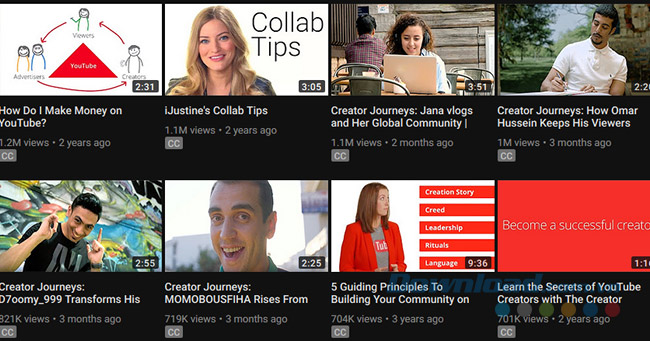 Viewers
YouTube
Advertisers
Creators
2:31
Collab
Tips
3:05
3:51
2:20
How Do I Make Money on
YouTube?
1.2M views • 2 years ago
CC
iJustine's Collab Tips
1.1M views • 2 years ago
CC
Creator Journeys: Jana vlogs
and Her Global Community |
1.1M views • 2 months ago
CC
Creator Journeys: How Omar
Hussein Keeps His Viewers
1M views • 3 months ago
CC
2:55
2:25
Creation Story
Creed
Leadership
Rituals
Language
Tub
9:36
Become a successful creato
1:16
Creator Journeys:
D7oomy_999 Transforms His
821K views • 3 months ago
CC
Creator Journeys:
MOMOBOUSFIHA Rises From
719K views • 3 months ago
CC
5 Guiding Principles To
Building Your Community on
704K views • 3 years ago
CC
Learn the Secrets of YouTube
Creators with The Creator
701K views • 2 years ago
CC
Download